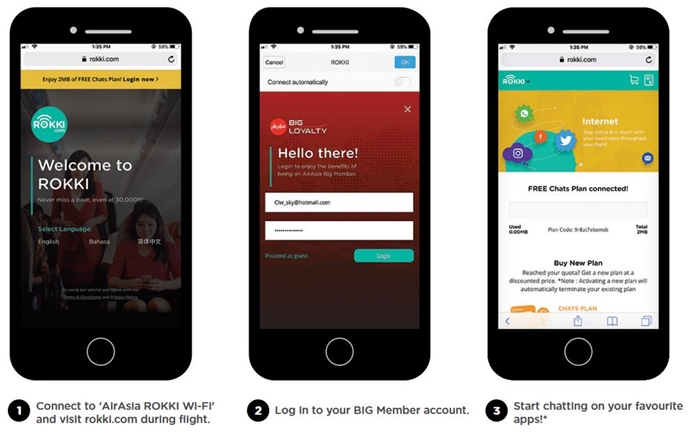 1:35 PM
59%
rokki.com
Enjoy 2MB of FREE Chats Plan! Login now >
ROKKI
.com
Welcome to
ROKKI
Never miss a beat, even at 30,000ft!
Select Language:
English Bahasa 简体中文
By using our service you agree with our
Terms & Conditions and Privacy Policy
1 Connect to 'AirAsia ROKKI Wi-Fi'
and visit rokki.com during flight.
1:35 PM
59%
Cancel ROKKI OK
Connect automatically
AirAsia BIG
LOYALTY
Hello there!
Login to enjoy the benefits of
being an AirAsia Big Member.
Clw_sky@hotmail.com
Proceed as guest Login
2 Log in to your BIG Member account.
1:35 PM
59%
rokki.com
ROKKI
Internet
Stay online & in touch with
your loved ones throughout
your flight!
FREE Chats Plan connected!
Used Total
0.00MB Plan Code: 2MB
Buy New Plan
Reached your quota? Get a new plan at a
discounted price. *Note : Activating a new plan will
automatically terminate your existing plan
CHATS PLAN
3 Start chatting on your favourite
apps!*